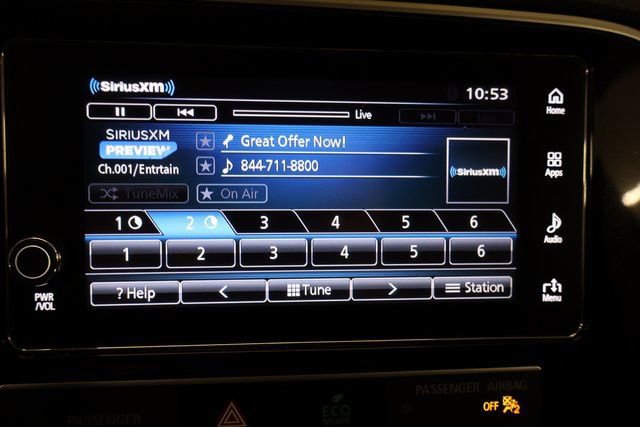 SiriusXM
10:53
Live
Live
SIRIUSXM
PREVIEW
Great Offer Now!
Ch.001/Entrtain
844-711-8800
SiriusXM
TuneMix
On Air
1 2 3 4 5 6
1 2 3 4 5 6
? Help < Tune > Station
Home
Apps
Audio
Menu
PWR
/VOL
PASSENGER
ECO
MODE
PASSENGER AIRBAG
OFF